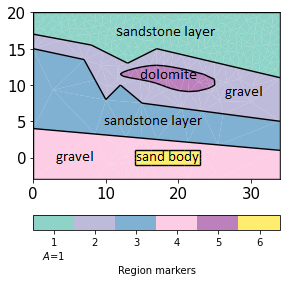 20
sandstone layer
15
dolomite
10
gravel
5
sandstone layer
0
gravel
sand body
0 10 20 30
1 2 3 4 5 6
A=1
Region markers